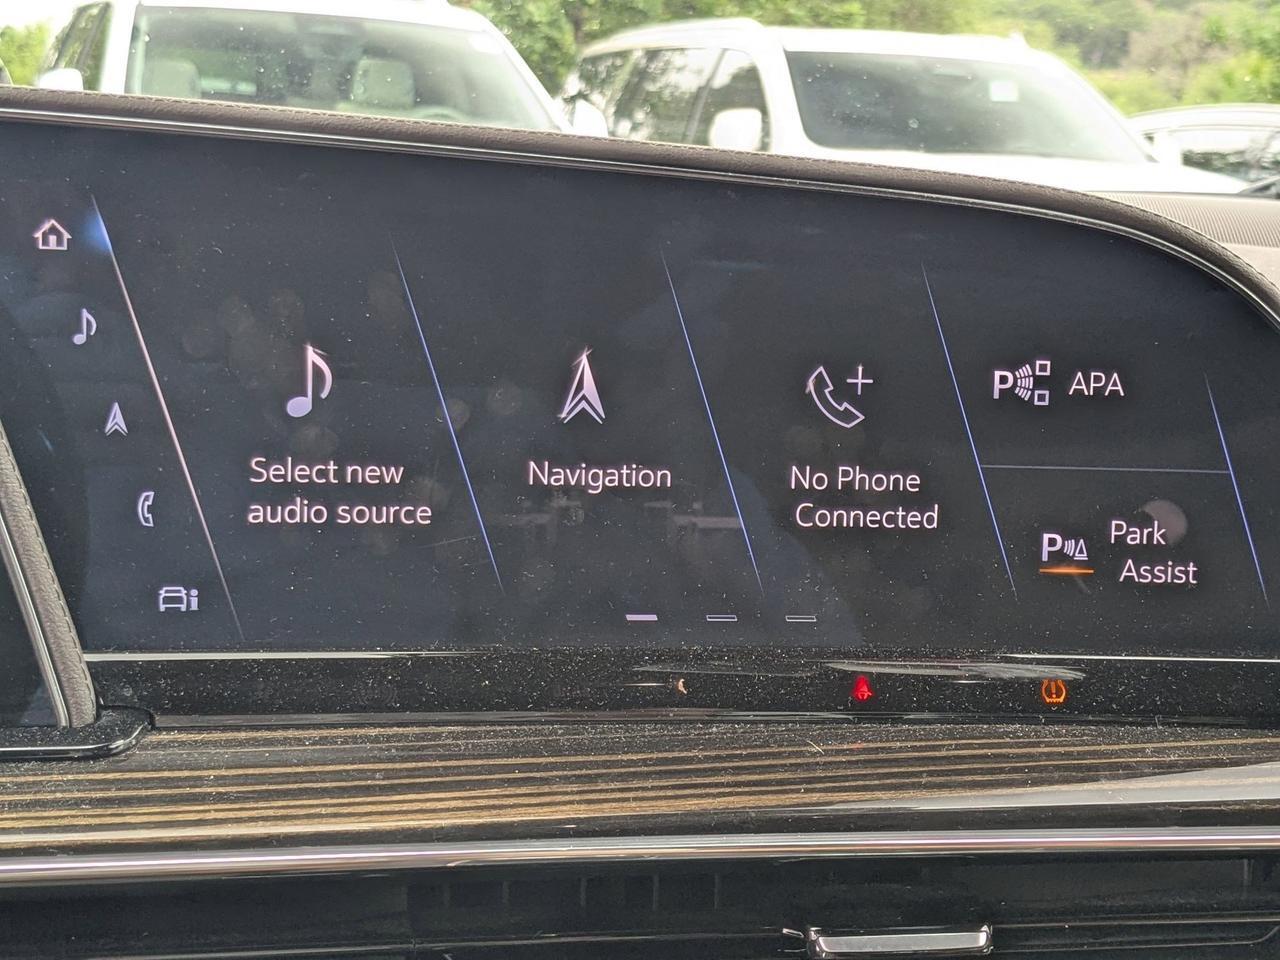 Select new
audio source
Navigation
No Phone
Connected
P
APA
P
Park
Assist